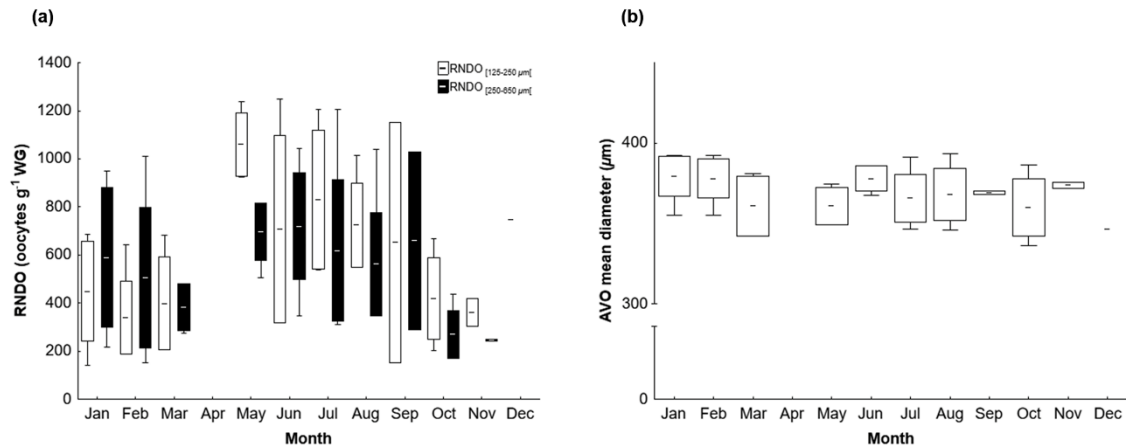 (a)
RNDO [125-250 µm[
RNDO [250-650 µm[
RNDO (oocytes g-1 WG)
1400
1200
1000
800
600
400
200
0
Jan Feb Mar Apr May Jun Jul Aug Sep Oct Nov Dec
Month
(b)
AVO mean diameter (µm)
400
300
0
Jan Feb Mar Apr May Jun Jul Aug Sep Oct Nov Dec
Month